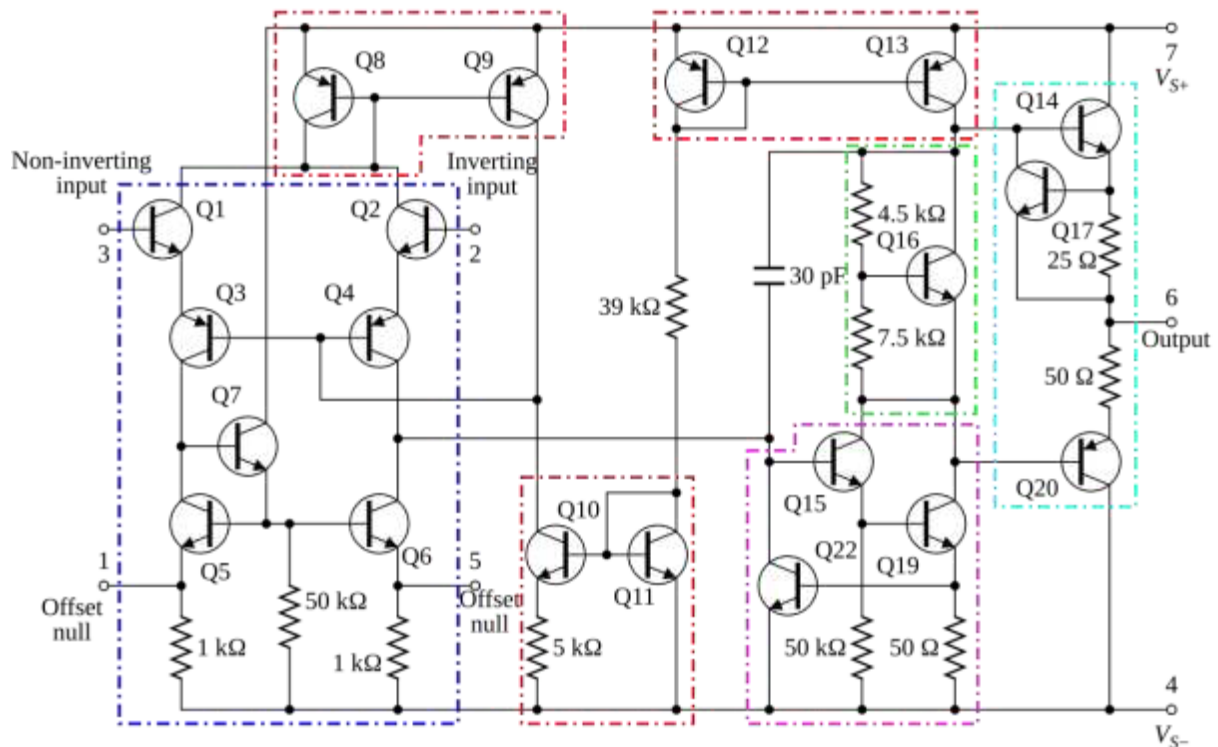 Q8
Q9
Q12
Q13
7
V_S+
Q14
Non-inverting
input
Inverting
input
Q1
Q2
3
2
4.5 kΩ
Q16
Q17
25 Ω
Q3
Q4
39 kΩ
30 pF
7.5 kΩ
6
Output
50 Ω
Q7
Q20
Q15
Q10
Q22
Q19
1
Q5
Q6
5
Q11
Offset
null
50 kΩ
Offset
null
1 kΩ
1 kΩ
5 kΩ
50 kΩ
50 Ω
4
V_S−